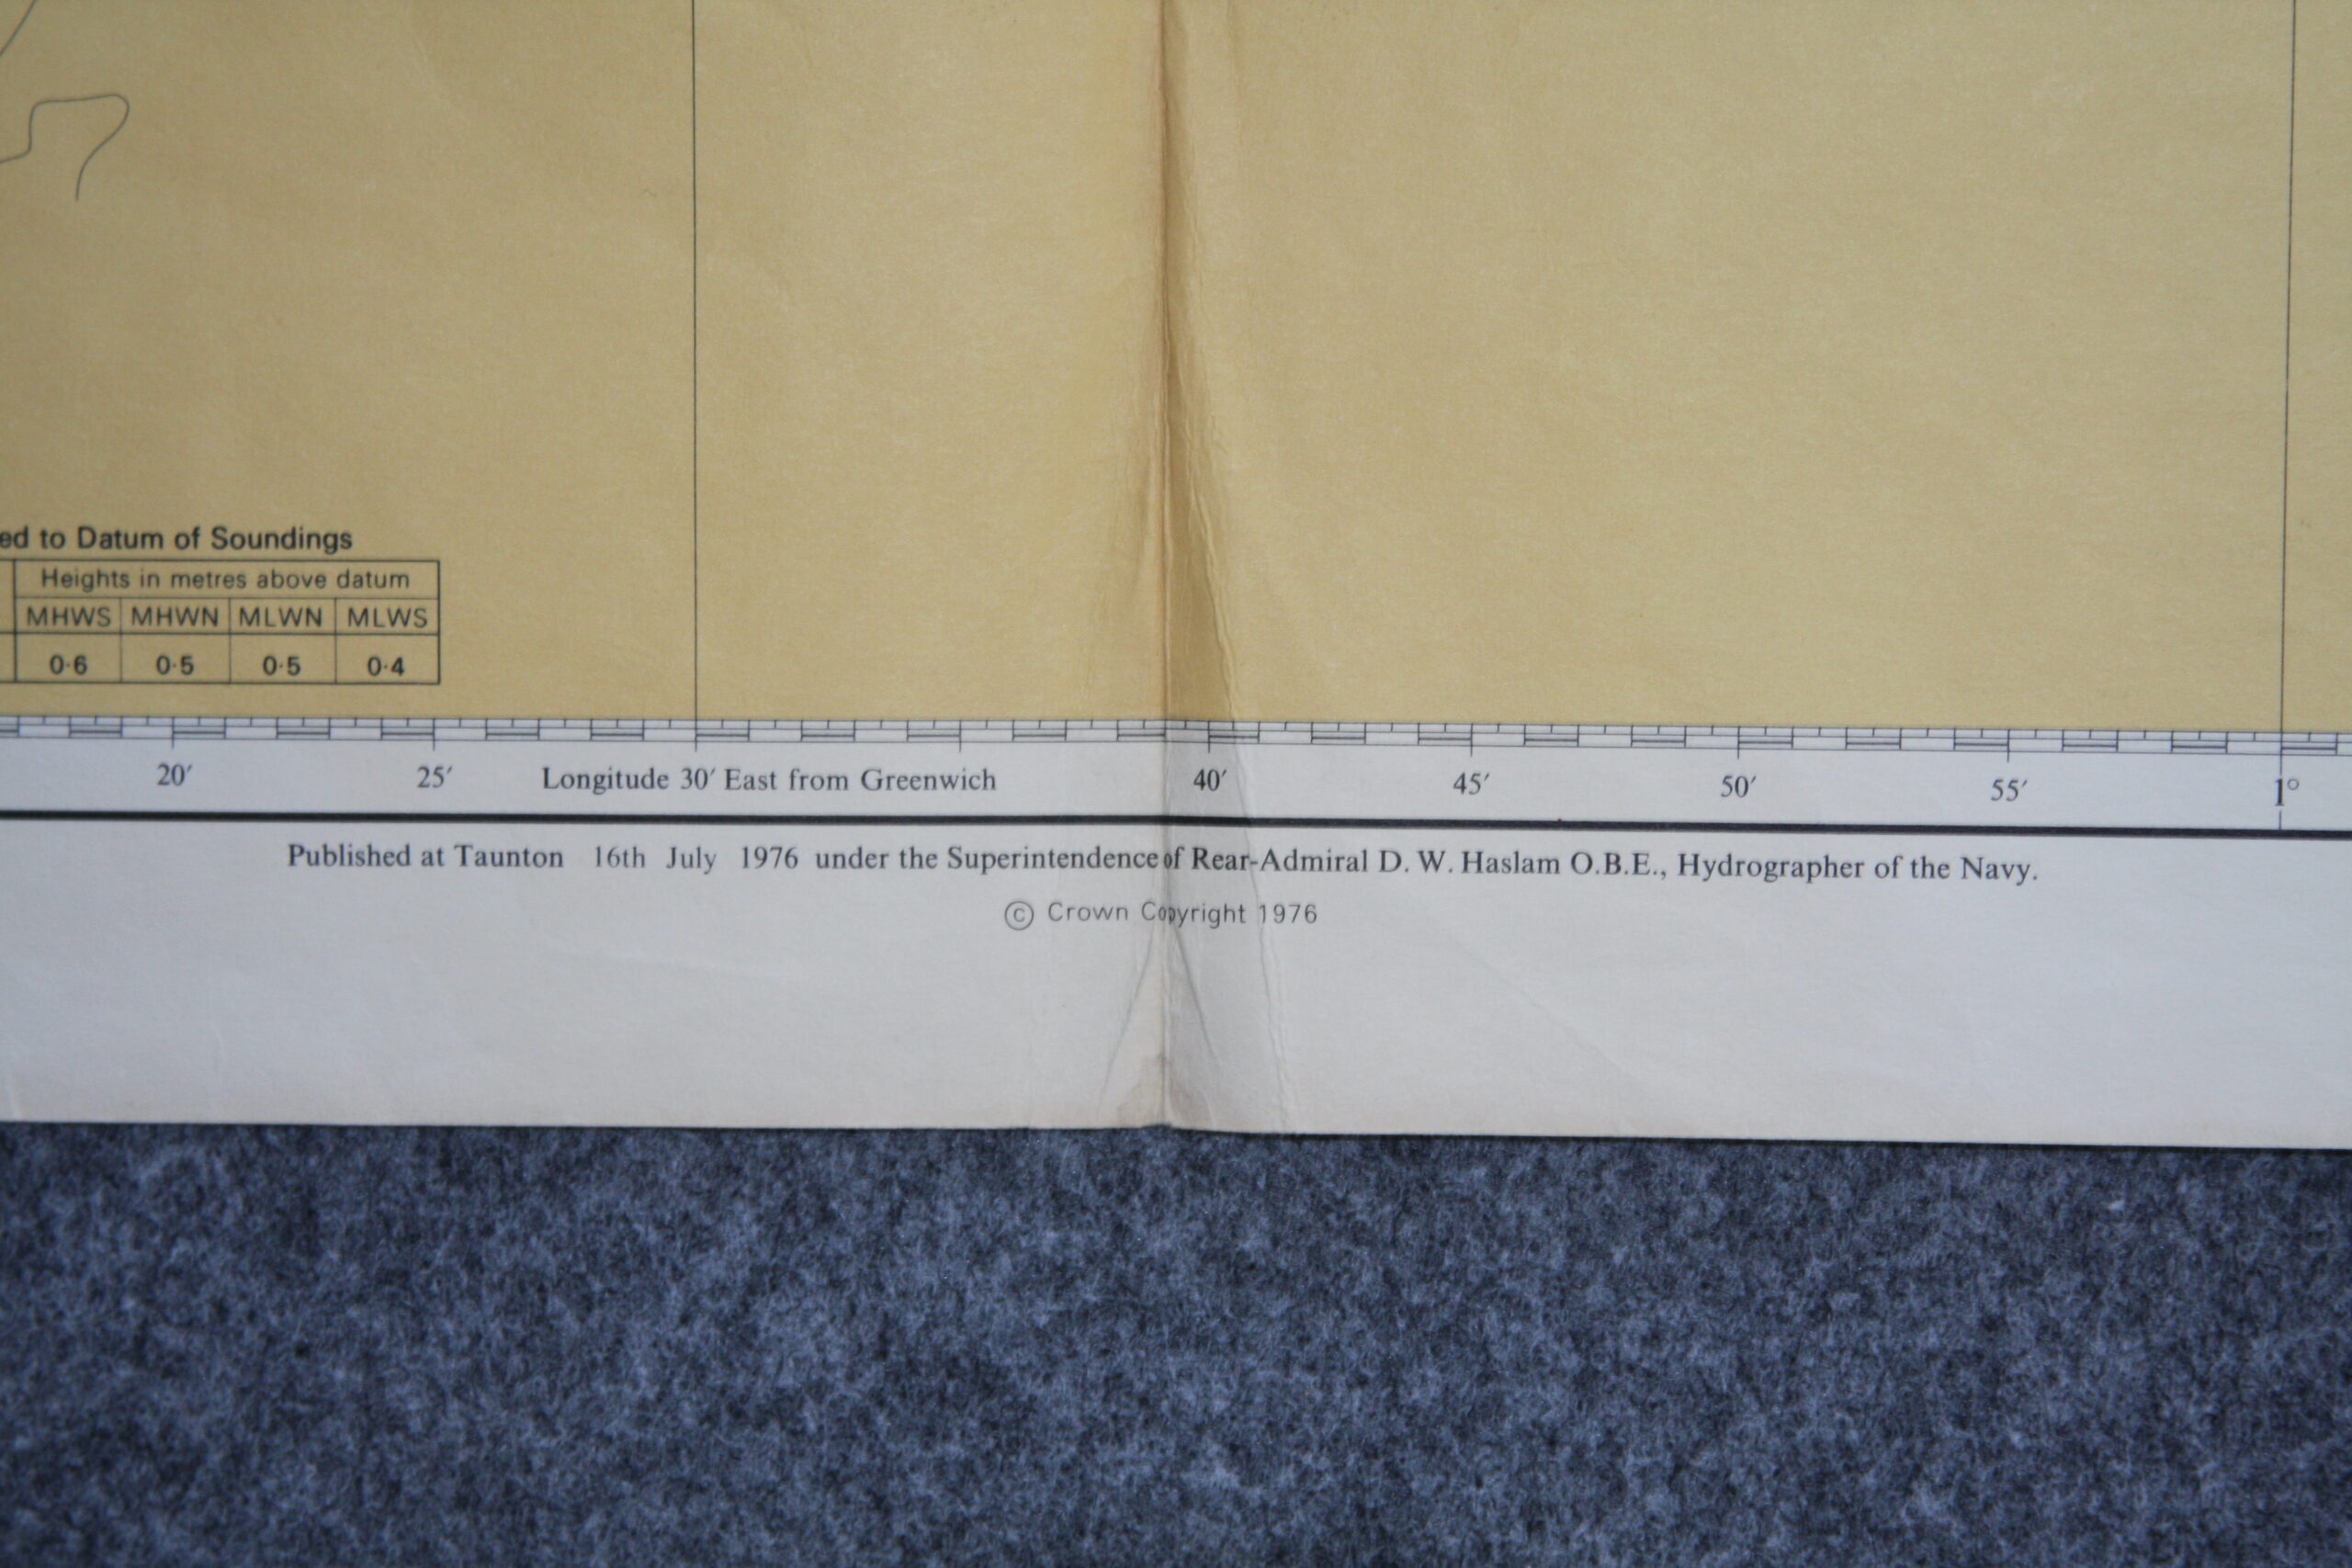 ed to Datum of Soundings
Heights in metres above datum
MHWS MHWN MLWN MLWS
0·6 0·5 0·5 0·4
20′ 25′ Longitude 30′ East from Greenwich 40′ 45′ 50′ 55′ 1°
Published at Taunton 16th July 1976 under the Superintendence of Rear-Admiral D. W. Haslam O.B.E., Hydrographer of the Navy.
© Crown Copyright 1976